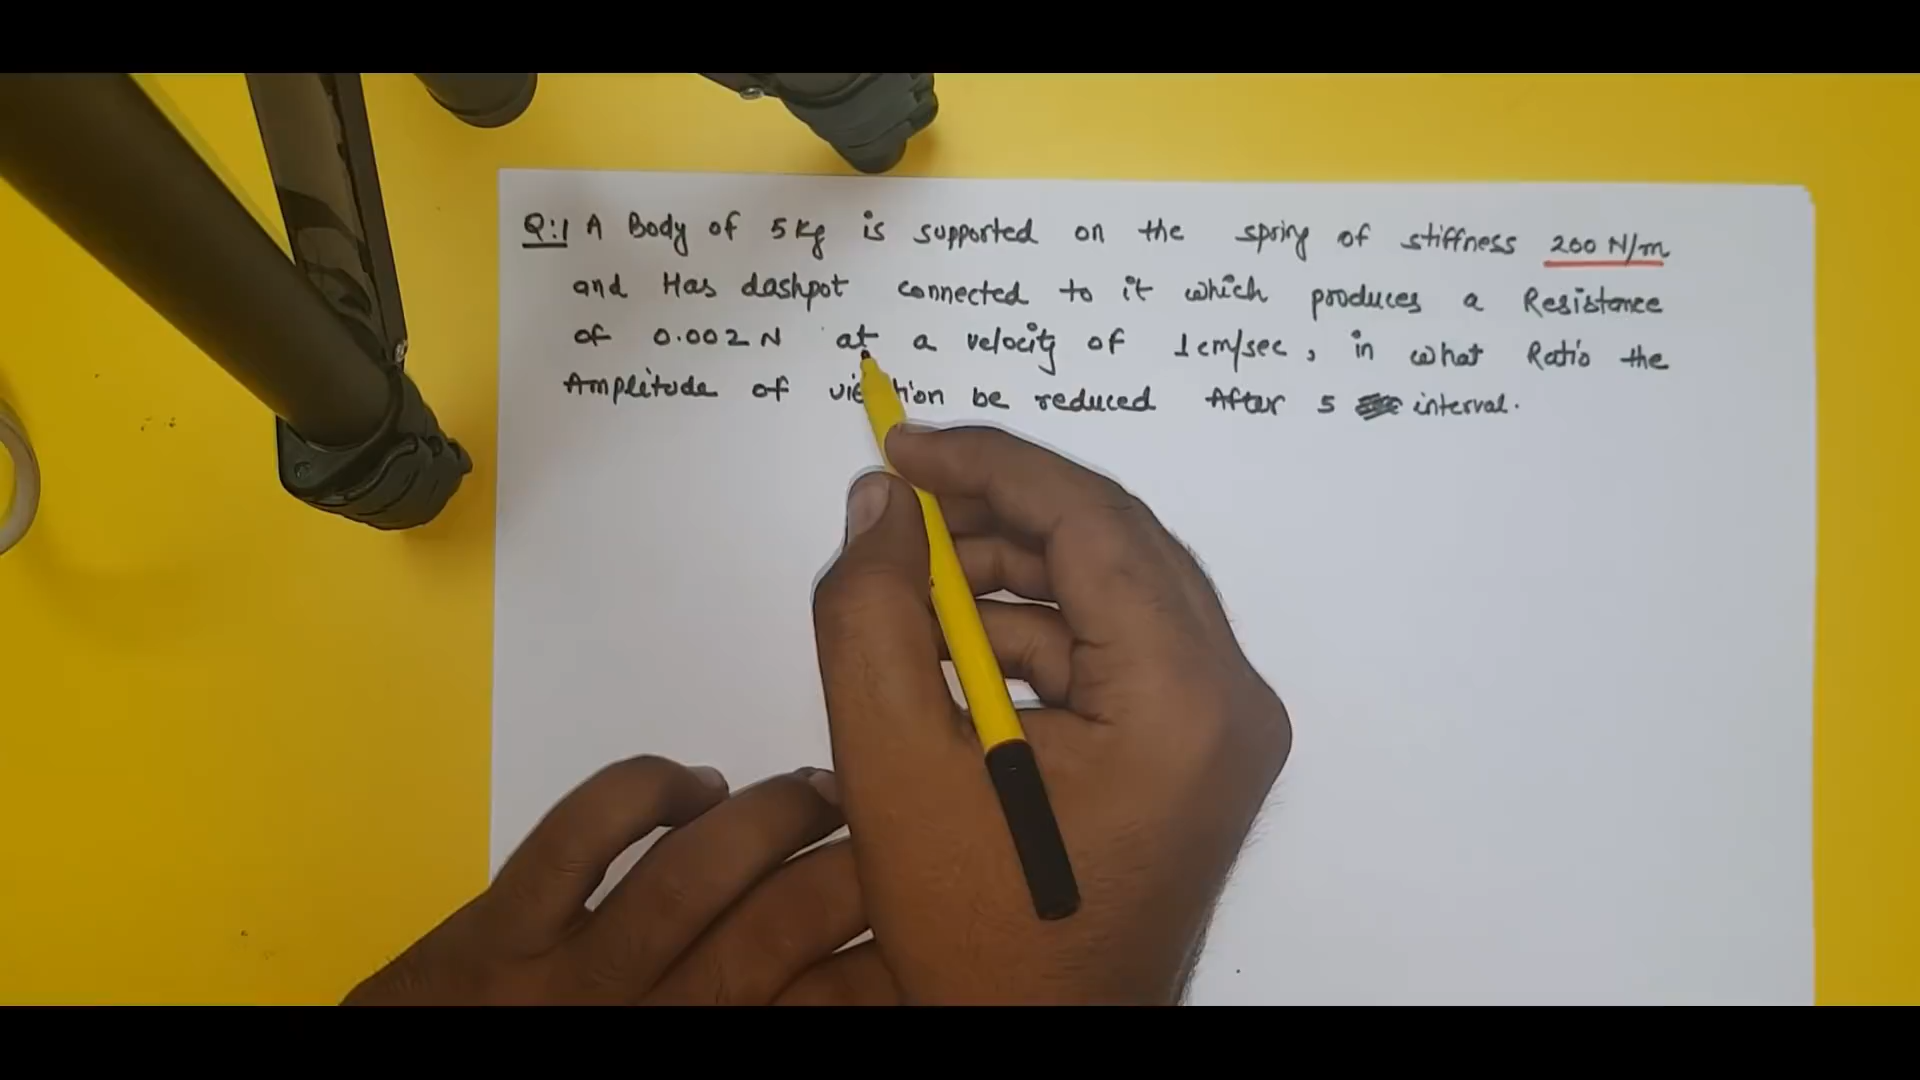 Q:1 A Body of 5 Kg is supported on the spring of stiffness 200 N/m
and Has dashpot connected to it which produces a Resistance
of 0.002 N at a velocity of 1 cm/sec, in what Ratio the
Amplitude of be reduced After 5 interval.